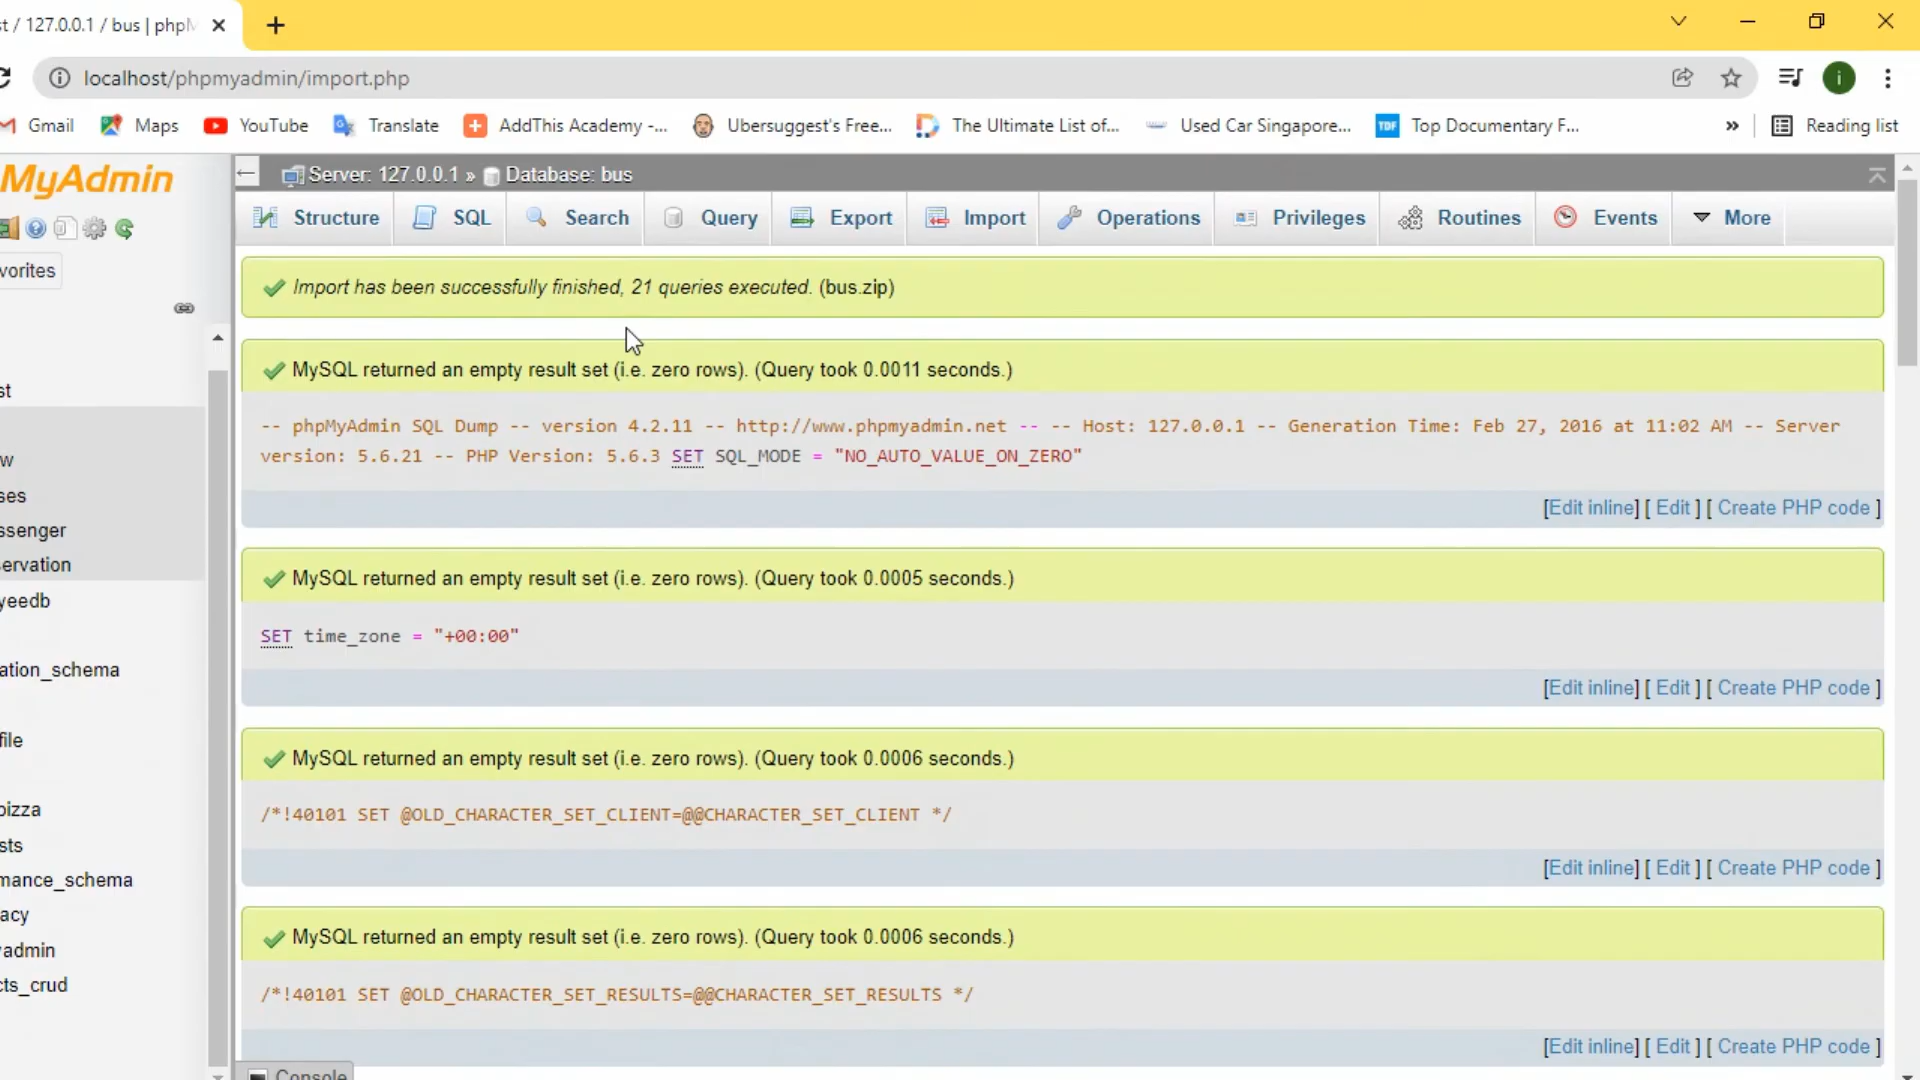 st / 127.0.0.1 / bus | phpM
localhost/phpmyadmin/import.php
i
Gmail
Maps
YouTube
Translate
AddThis Academy -...
Ubersuggest's Free...
The Ultimate List of...
Used Car Singapore...
TDF
Top Documentary F...
»
Reading list
MyAdmin
vorites
st
w
ses
ssenger
ervation
yeedb
ation_schema
file
pizza
sts
mance_schema
acy
yadmin
cts_crud
Server: 127.0.0.1 » Database: bus
Structure
SQL
Search
Query
Export
Import
Operations
Privileges
Routines
Events
More
Import has been successfully finished, 21 queries executed. (bus.zip)
MySQL returned an empty result set (i.e. zero rows). (Query took 0.0011 seconds.)
-- phpMyAdmin SQL Dump -- version 4.2.11 -- http://www.phpmyadmin.net -- -- Host: 127.0.0.1 -- Generation Time: Feb 27, 2016 at 11:02 AM -- Server
version: 5.6.21 -- PHP Version: 5.6.3 SET SQL_MODE = "NO_AUTO_VALUE_ON_ZERO"
[Edit inline] [ Edit ] [ Create PHP code ]
MySQL returned an empty result set (i.e. zero rows). (Query took 0.0005 seconds.)
SET time_zone = "+00:00"
[Edit inline] [ Edit ] [ Create PHP code ]
MySQL returned an empty result set (i.e. zero rows). (Query took 0.0006 seconds.)
/*!40101 SET @OLD_CHARACTER_SET_CLIENT=@@CHARACTER_SET_CLIENT */
[Edit inline] [ Edit ] [ Create PHP code ]
MySQL returned an empty result set (i.e. zero rows). (Query took 0.0006 seconds.)
/*!40101 SET @OLD_CHARACTER_SET_RESULTS=@@CHARACTER_SET_RESULTS */
[Edit inline] [ Edit ] [ Create PHP code ]
Console